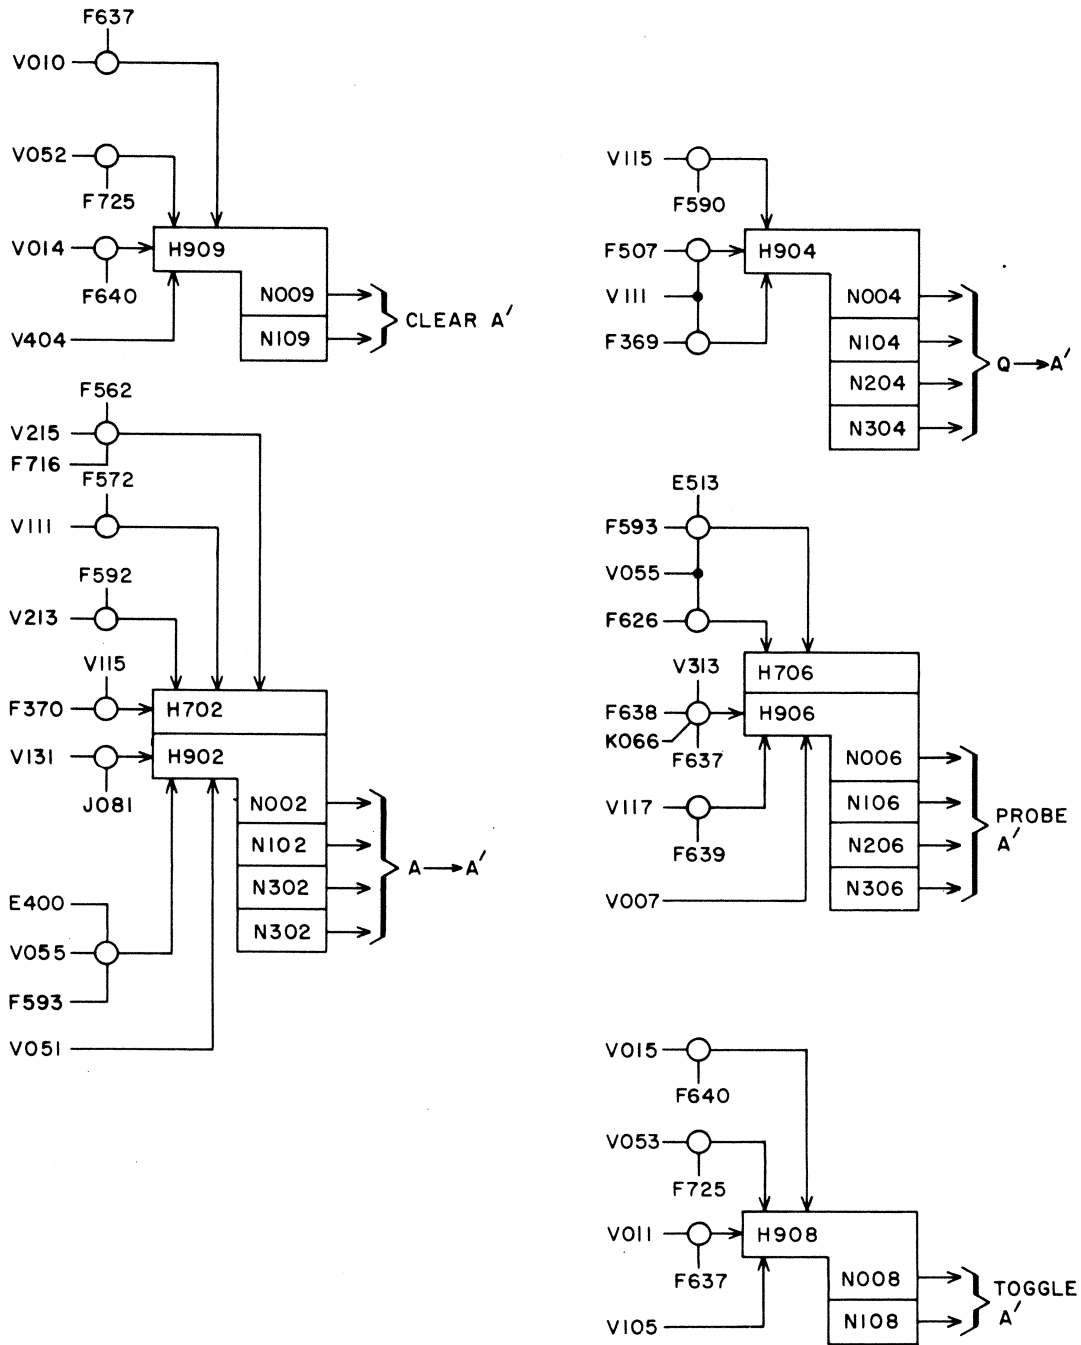 F637
V010
V052
F725
V014
H909
F640
N009
V404
N109
CLEAR A′
F562
V215
F716
F572
V111
F592
V213
V115
F370
H702
V131
H902
J081
N002
N102
A → A′
N302
E400
N302
V055
F593
V051
V115
F590
F507
H904
V111
N004
F369
N104
Q → A′
N204
N304
E513
F593
V055
F626
V313
H706
F638
H906
K066
F637
N006
V117
N106
PROBE
A′
F639
N206
V007
N306
V015
F640
V053
F725
V011
H908
F637
N008
TOGGLE
A′
V105
N108